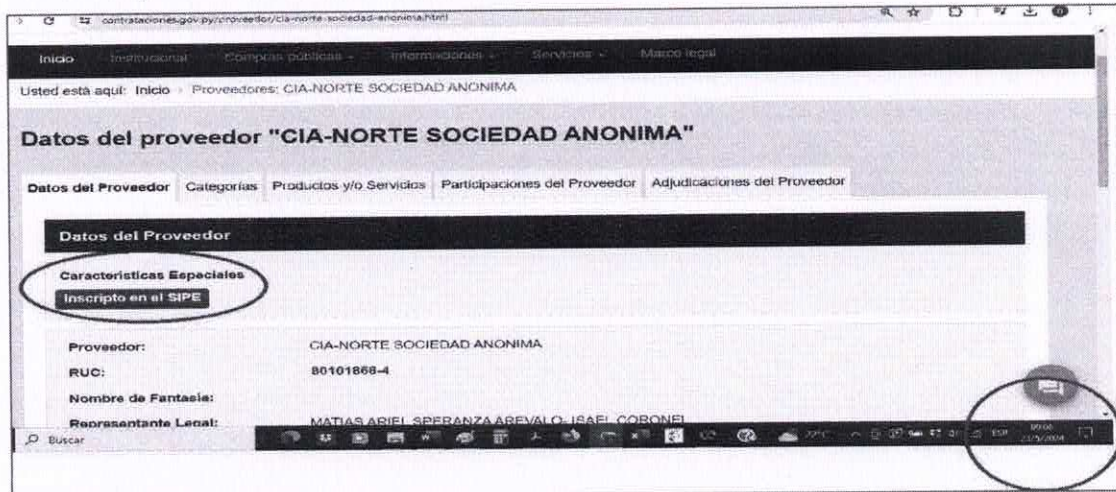 contrataciones.gov.py/proveedor/cia-norte-sociedad-anonima.html
Inicio Institucional Compras públicas Informaciones Servicios Marco legal
Usted está aquí: Inicio › Proveedores: CIA-NORTE SOCIEDAD ANONIMA
Datos del proveedor "CIA-NORTE SOCIEDAD ANONIMA"
Datos del Proveedor Categorías Productos y/o Servicios Participaciones del Proveedor Adjudicaciones del Proveedor
Datos del Proveedor
Características Especiales
Inscripto en el SIPE
Proveedor: CIA-NORTE SOCIEDAD ANONIMA
RUC: 80101868-4
Nombre de Fantasía:
Representante Legal: MATIAS ARIEL SPERANZA AREVALO- ISAEL CORONEL
Buscar ESP